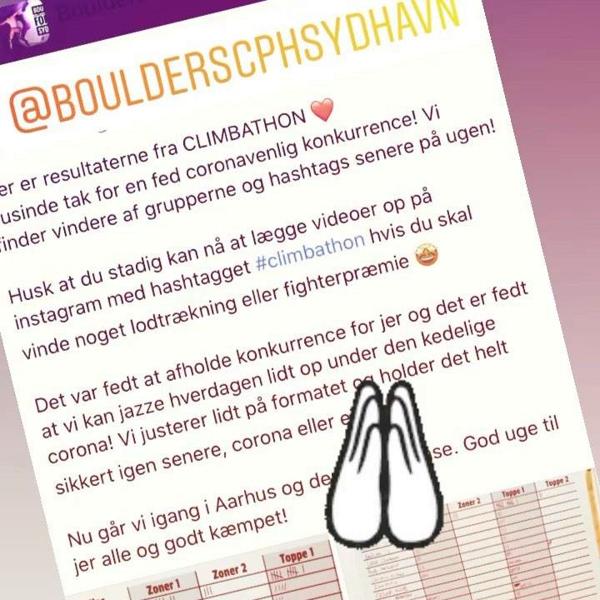 Boulders
@BOULDERSCPHSYDHAVN
er er resultaterne fra CLIMBATHON ❤️
usinde tak for en fed coronavenlig konkurrence! Vi
finder vindere af grupperne og hashtags senere på ugen!
Husk at du stadig kan nå at lægge videoer op på
instagram med hashtagget #climbathon hvis du skal
vinde noget lodtrækning eller fighterpræmie 🤩
Det var fedt at afholde konkurrence for jer og det er fedt
at vi kan jazze hverdagen lidt op under den kedelige
corona! Vi justerer lidt på formatet og holder det helt
sikkert igen senere, corona eller e se. God uge til
Nu går vi igang i Aarhus og de
jer alle og godt kæmpet!
Zoner 1 Zoner 2 Toppe 1
Zoner 2 Toppe 1 Toppe 2